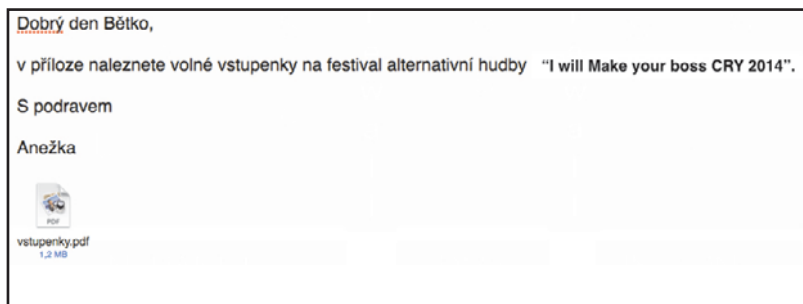 Dobrý den Bětko,
v příloze naleznete volné vstupenky na festival alternativní hudby “I will Make your boss CRY 2014”.
S podravem
Anežka
PDF
vstupenky.pdf
1,2 MB